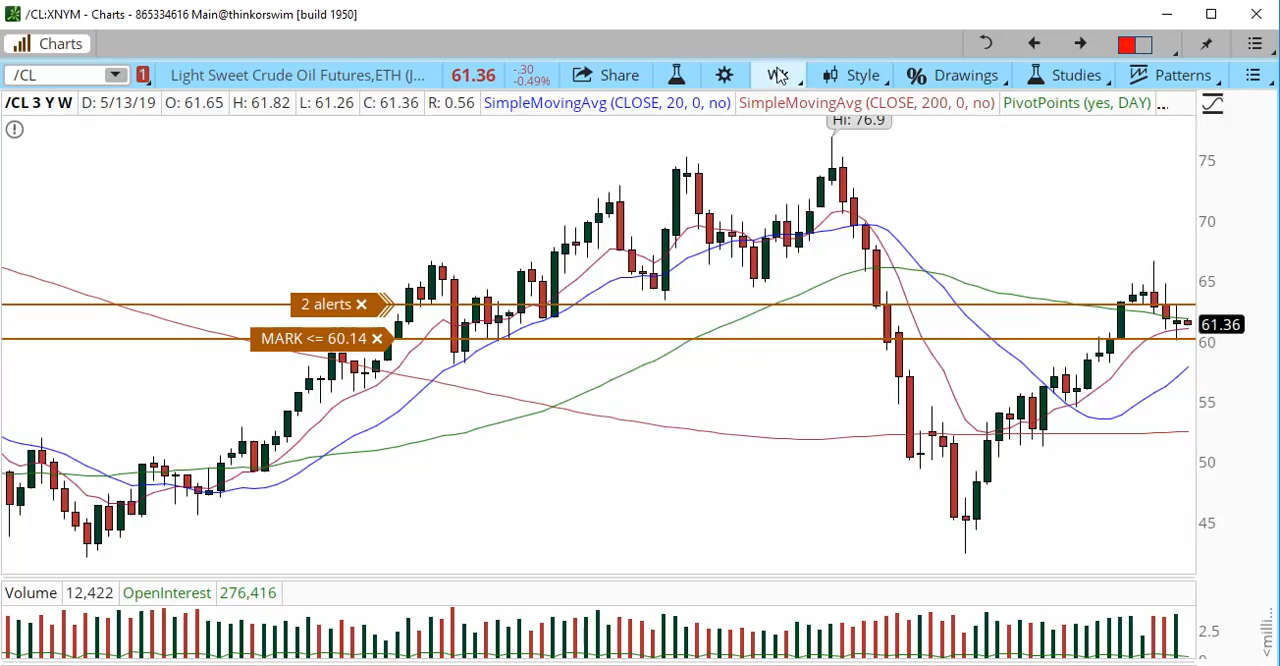 /CL:XNYM - Charts - 865334616 Main@thinkorswim [build 1950]
Charts
/CL 1 Light Sweet Crude Oil Futures,ETH (J... 61.36 -.30 -0.49% Share Style % Drawings Studies Patterns
/CL 3 Y W D: 5/13/19 O: 61.65 H: 61.82 L: 61.26 C: 61.36 R: 0.56 SimpleMovingAvg (CLOSE, 20, 0, no) SimpleMovingAvg (CLOSE, 200, 0, no) PivotPoints (yes, DAY) ...
Hi: 76.9
75
70
65
2 alerts ×
61.36
MARK <= 60.14 ×
60
55
50
45
Volume 12,422 OpenInterest 276,416
2.5
<milli...